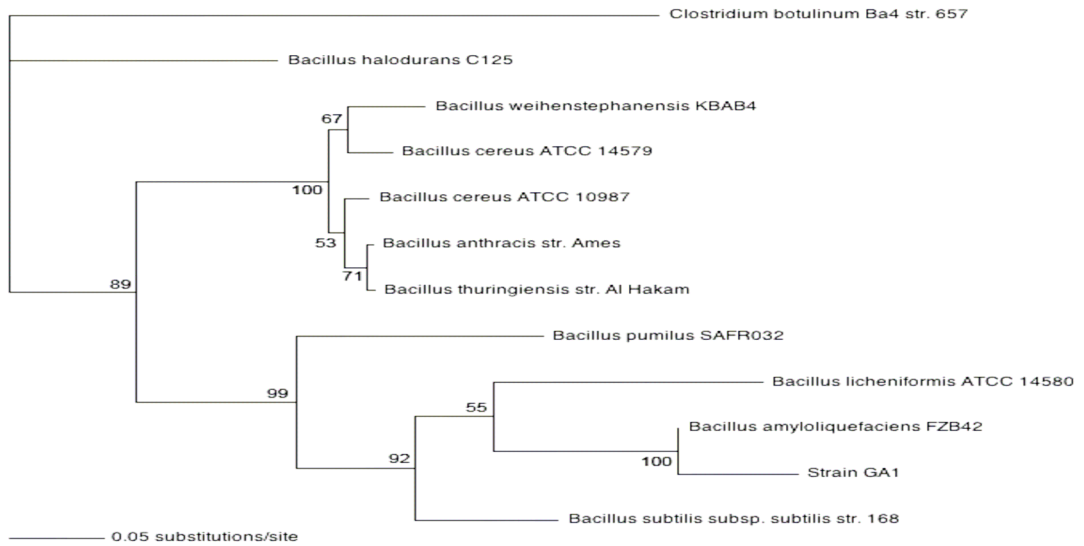 Clostridium botulinum Ba4 str. 657
Bacillus halodurans C125
Bacillus weihenstephanensis KBAB4
67
Bacillus cereus ATCC 14579
100
Bacillus cereus ATCC 10987
53
Bacillus anthracis str. Ames
71
Bacillus thuringiensis str. Al Hakam
89
Bacillus pumilus SAFR032
99
Bacillus licheniformis ATCC 14580
55
Bacillus amyloliquefaciens FZB42
100
Strain GA1
92
Bacillus subtilis subsp. subtilis str. 168
0.05 substitutions/site